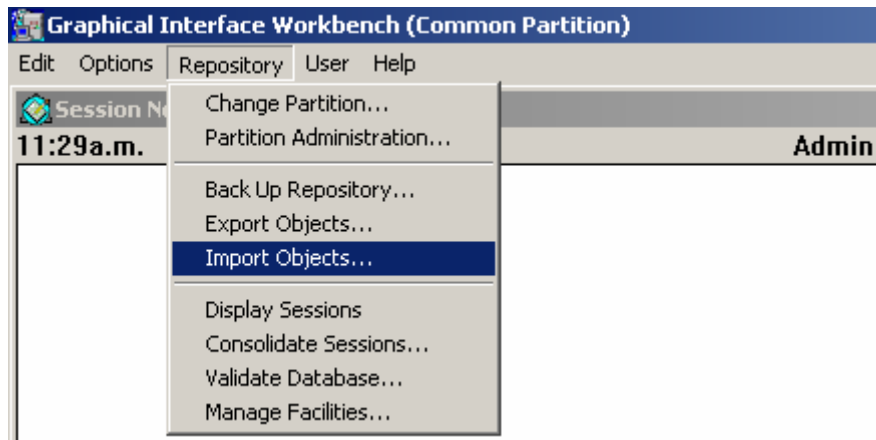 Graphical Interface Workbench (Common Partition)
Edit Options Repository User Help
Session N
11:29a.m. Admin
Change Partition...
Partition Administration...
Back Up Repository...
Export Objects...
Import Objects...
Display Sessions
Consolidate Sessions...
Validate Database...
Manage Facilities...